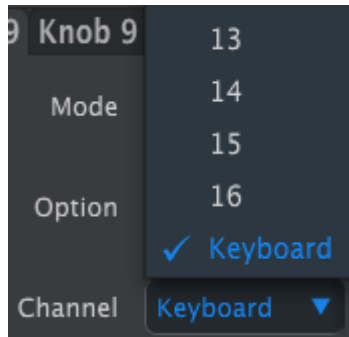 9 Knob 9
13
Mode
14
15
Option
16
✓ Keyboard
Channel Keyboard ▼